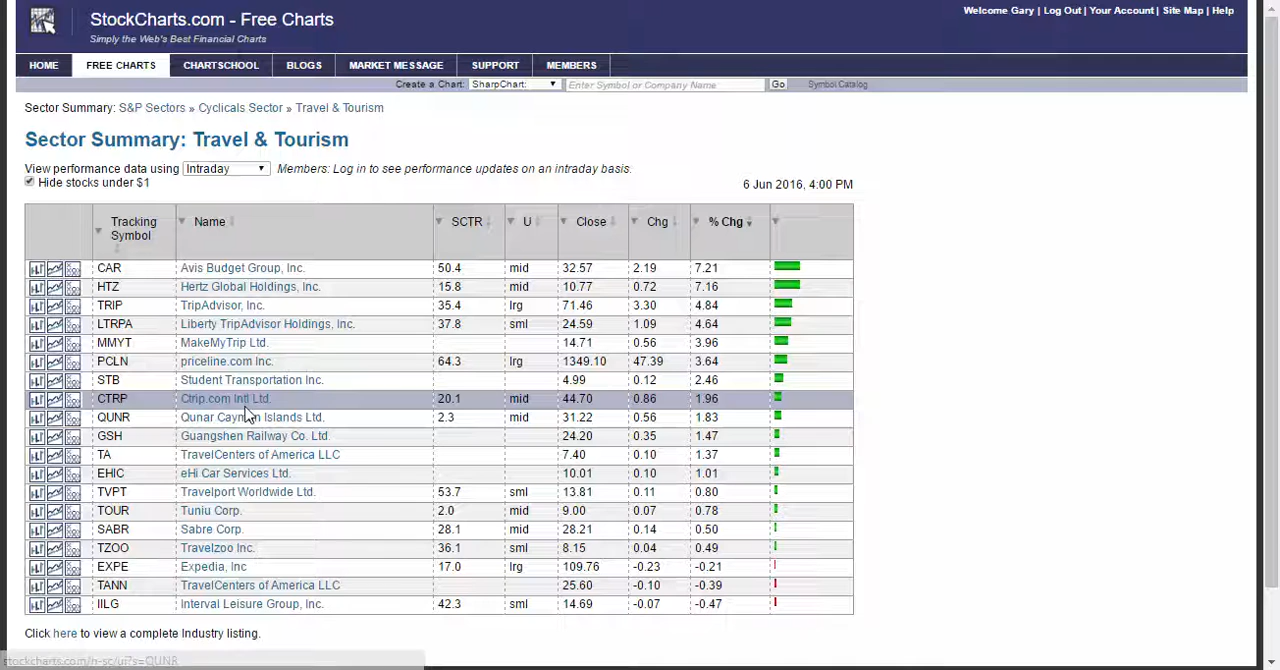 StockCharts.com - Free Charts
Simply the Web's Best Financial Charts
Welcome Gary | Log Out | Your Account | Site Map | Help
HOME FREE CHARTS CHARTSCHOOL BLOGS MARKET MESSAGE SUPPORT MEMBERS
Create a Chart: SharpChart: Enter Symbol or Company Name Go Symbol Catalog
Sector Summary: S&P Sectors » Cyclicals Sector » Travel & Tourism
Sector Summary: Travel & Tourism
View performance data using Intraday Members: Log in to see performance updates on an intraday basis.
Hide stocks under $1
6 Jun 2016, 4:00 PM
Tracking Symbol Name SCTR U Close Chg % Chg
CAR Avis Budget Group, Inc. 50.4 mid 32.57 2.19 7.21
HTZ Hertz Global Holdings, Inc. 15.8 mid 10.77 0.72 7.16
TRIP TripAdvisor, Inc. 35.4 lrg 71.46 3.30 4.84
LTRPA Liberty TripAdvisor Holdings, Inc. 37.8 sml 24.59 1.09 4.64
MMYT MakeMyTrip Ltd. 14.71 0.56 3.96
PCLN priceline.com Inc. 64.3 lrg 1349.10 47.39 3.64
STB Student Transportation Inc. 4.99 0.12 2.46
CTRP Ctrip.com Intl Ltd. 20.1 mid 44.70 0.86 1.96
QUNR Qunar Cayman Islands Ltd. 2.3 mid 31.22 0.56 1.83
GSH Guangshen Railway Co. Ltd. 24.20 0.35 1.47
TA TravelCenters of America LLC 7.40 0.10 1.37
EHIC eHi Car Services Ltd. 10.01 0.10 1.01
TVPT Travelport Worldwide Ltd. 53.7 sml 13.81 0.11 0.80
TOUR Tuniu Corp. 2.0 mid 9.00 0.07 0.78
SABR Sabre Corp. 28.1 mid 28.21 0.14 0.50
TZOO Travelzoo Inc. 36.1 sml 8.15 0.04 0.49
EXPE Expedia, Inc 17.0 lrg 109.76 -0.23 -0.21
TANN TravelCenters of America LLC 25.60 -0.10 -0.39
IILG Interval Leisure Group, Inc. 42.3 sml 14.69 -0.07 -0.47
Click here to view a complete Industry listing.
stockcharts.com/h-sc/ui?s=QUNR